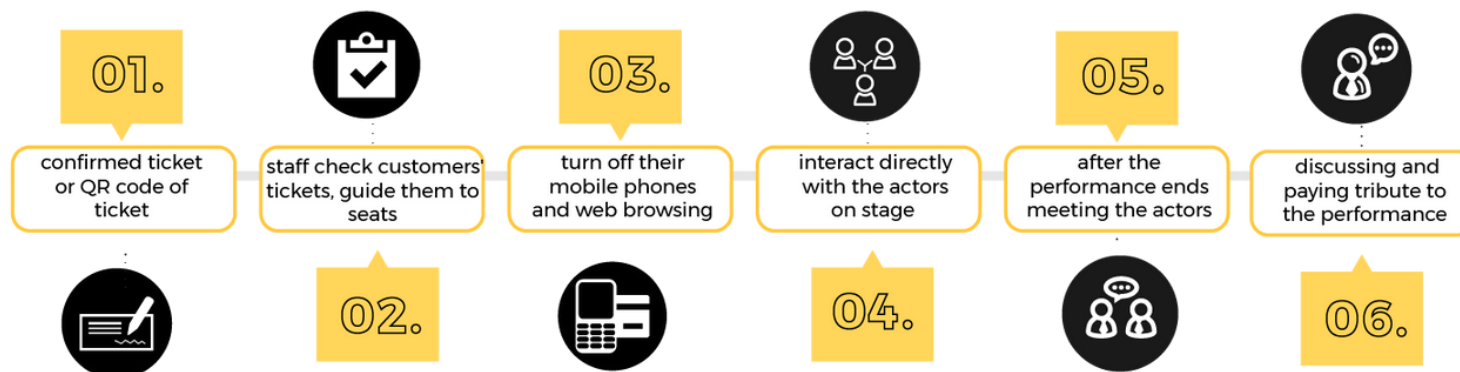 01.
confirmed ticket
or QR code of
ticket
staff check customers'
tickets, guide them to
seats
02.
03.
turn off their
mobile phones
and web browsing
interact directly
with the actors
on stage
04.
05.
after the
performance ends
meeting the actors
discussing and
paying tribute to
the performance
06.